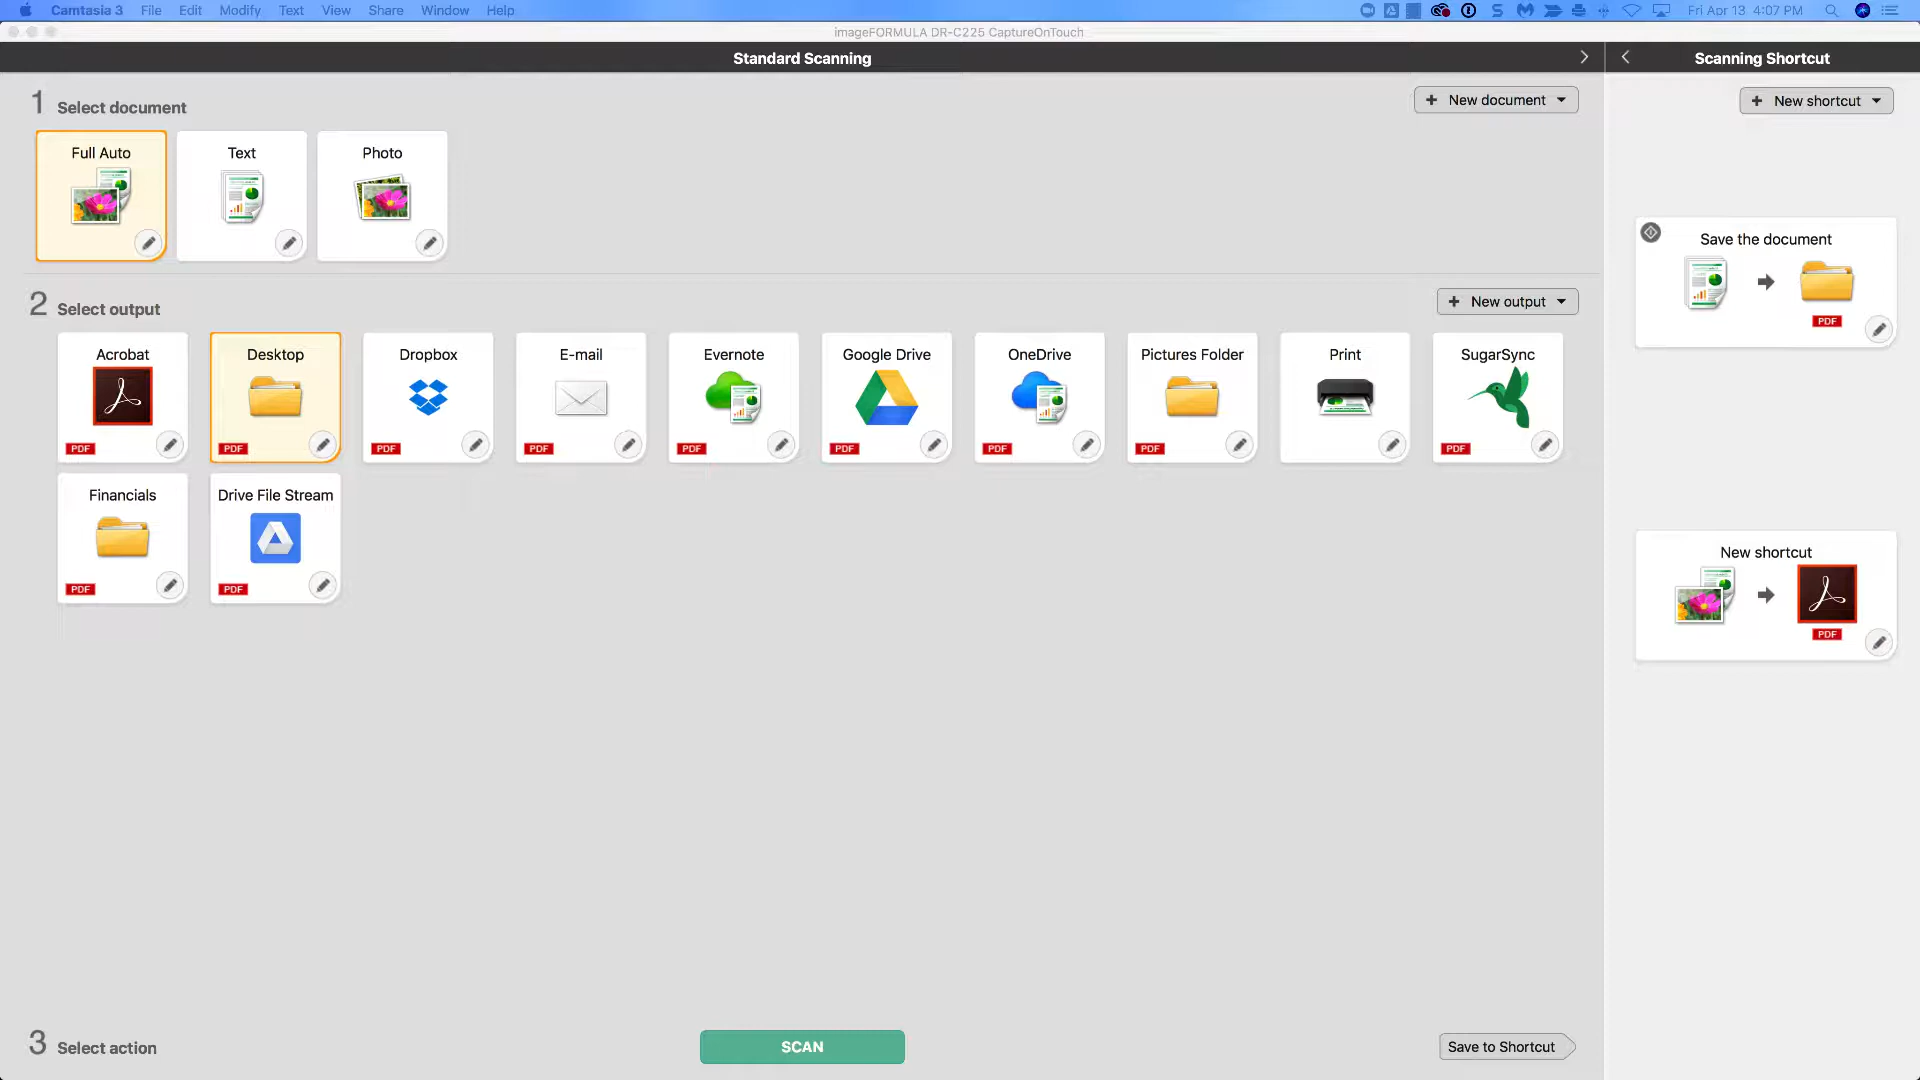 Camtasia 3 File Edit Modify Text View Share Window Help Fri Apr 13 4:07 PM
imageFORMULA DR-C225 CaptureOnTouch
Standard Scanning
Scanning Shortcut
1 Select document
+ New document
+ New shortcut
Full Auto
Text
Photo
Save the document
PDF
2 Select output
+ New output
Acrobat
PDF
Desktop
PDF
Dropbox
PDF
E-mail
PDF
Evernote
PDF
Google Drive
PDF
OneDrive
PDF
Pictures Folder
PDF
Print
SugarSync
PDF
Financials
PDF
Drive File Stream
PDF
New shortcut
PDF
3 Select action
SCAN
Save to Shortcut